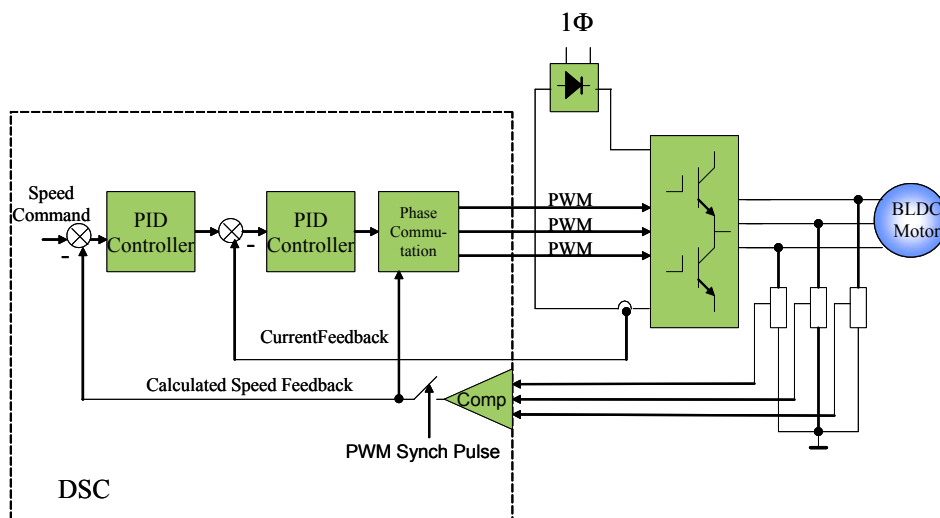 1Φ
Speed
Command
-
PID
Controller
-
PID
Controller
Phase
Commu-
tation
PWM
PWM
PWM
BLDC
Motor
CurrentFeedback
Calculated Speed Feedback
Comp
PWM Synch Pulse
DSC